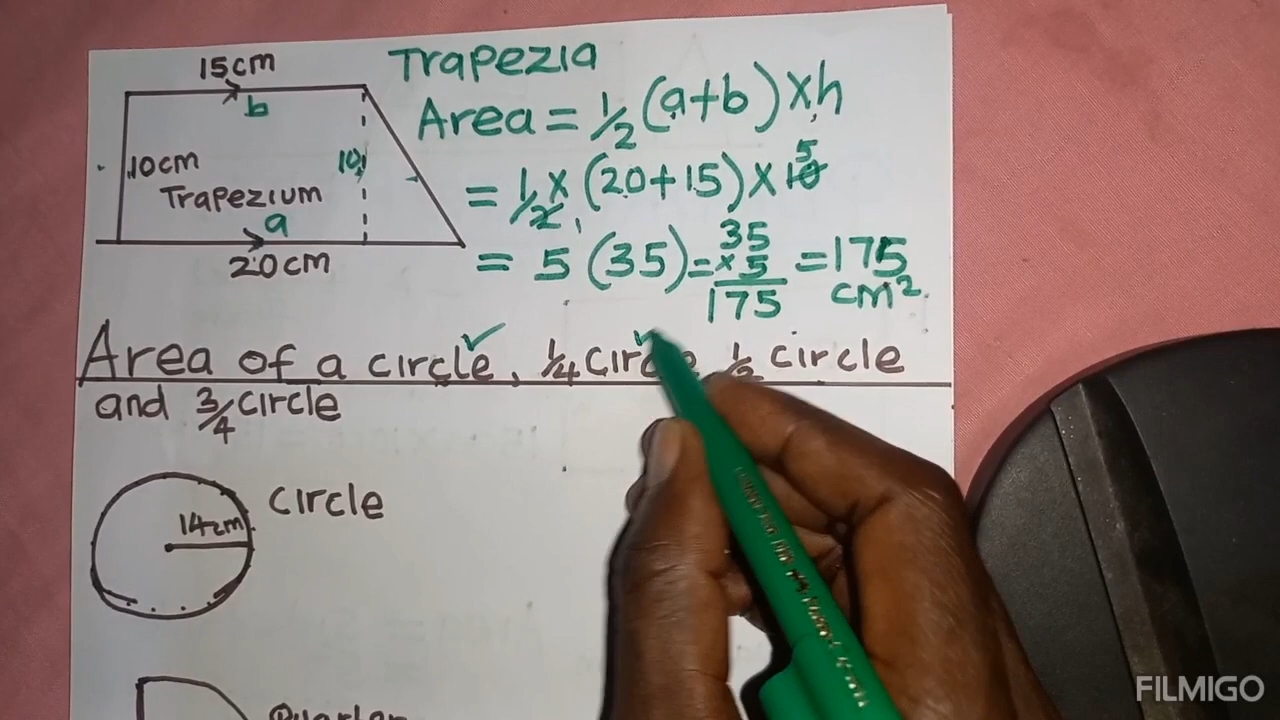 15cm
b
10cm
10
Trapezium
a
20cm
Trapezia
Area = 1/2 (a+b) x h
= 1/2 x (20+15) x 10
5
1
= 5 (35) = 35 x 5 175 = 175 cm².
Area of a circle, 1/4 circle, 1/2 circle
and 3/4 circle
14cm
circle
FILMIGO